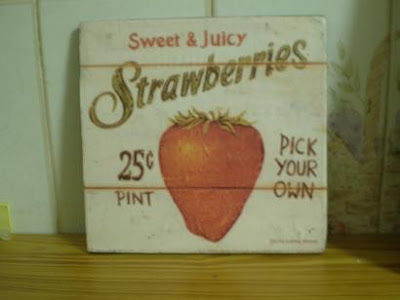 Sweet & Juicy
Strawberries
25¢
PINT
PICK
YOUR
OWN